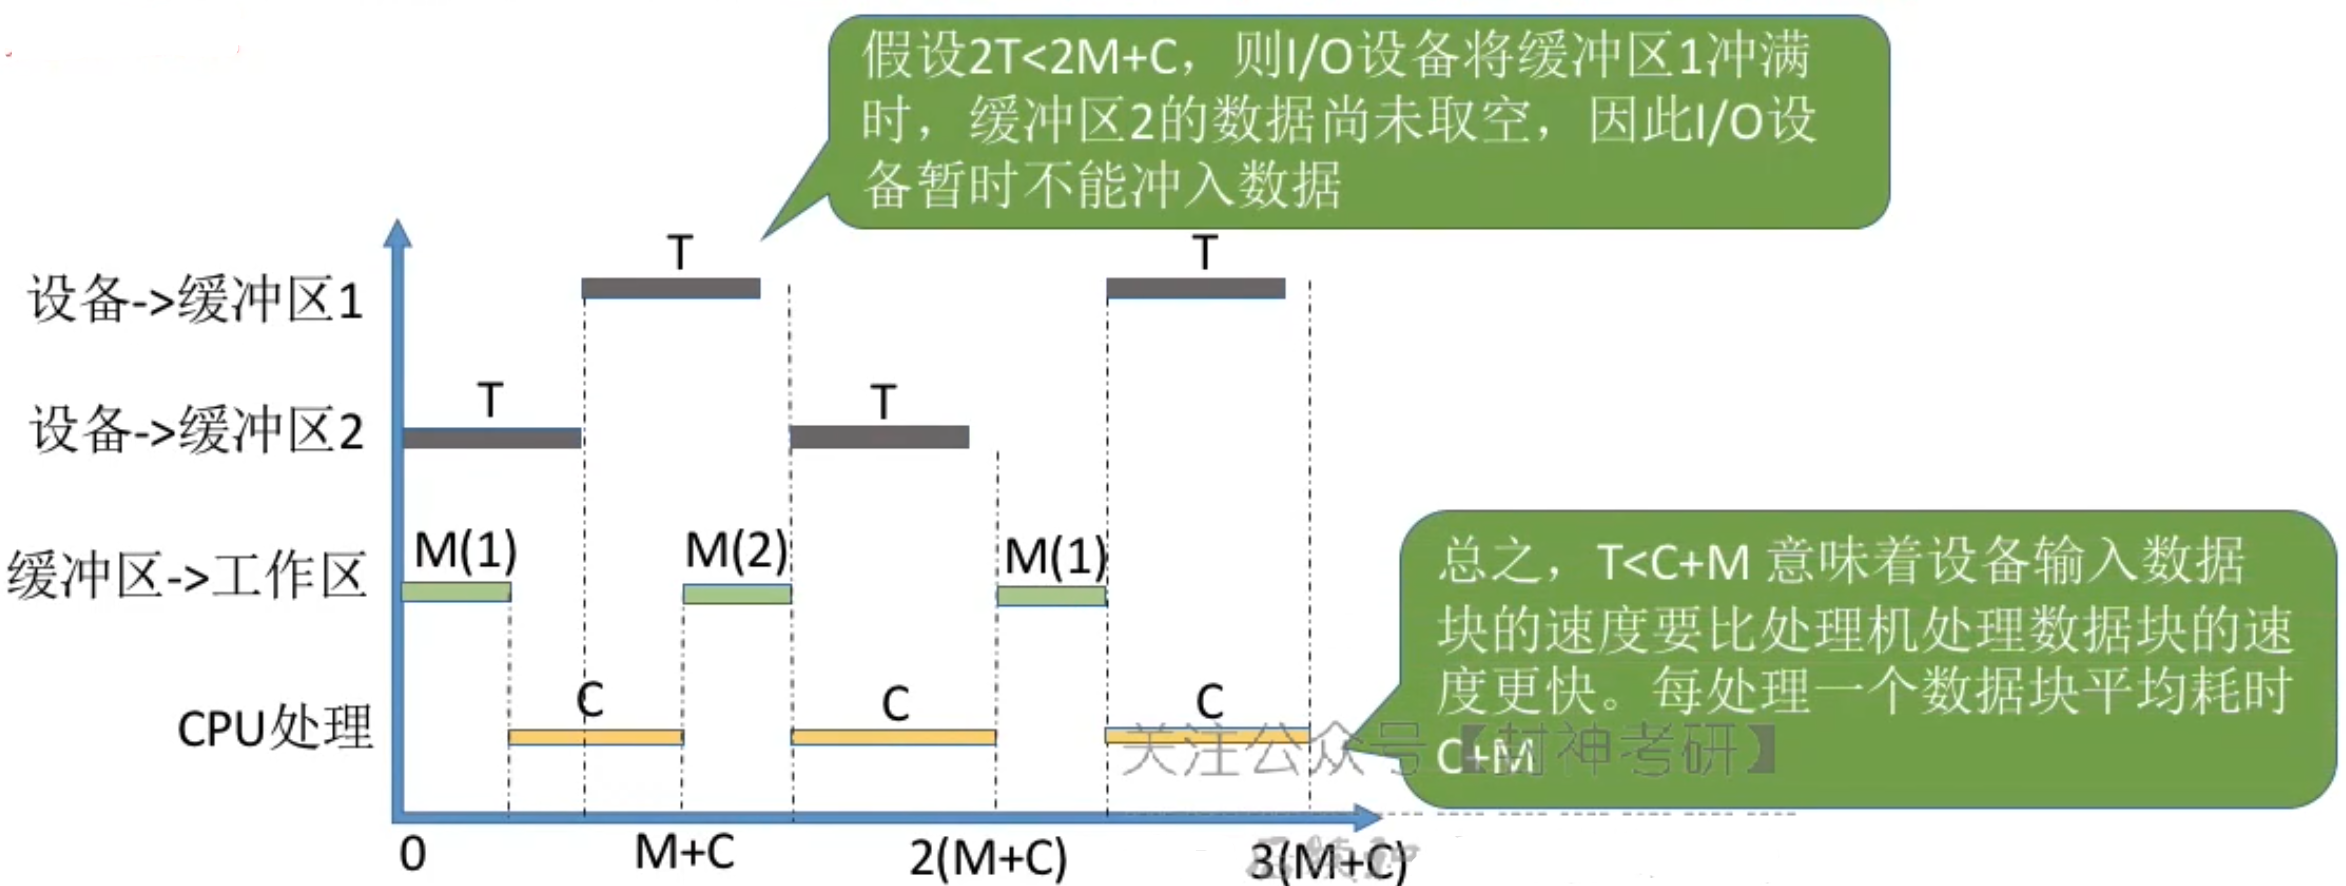 假设2T<2M+C，则I/O设备将缓冲区1冲满
时，缓冲区2的数据尚未取空，因此I/O设
备暂时不能冲入数据
T
T
设备->缓冲区1
T
T
设备->缓冲区2
M(1)
M(2)
M(1)
缓冲区->工作区
总之，T<C+M 意味着设备输入数据
块的速度要比处理机处理数据块的速
度更快。每处理一个数据块平均耗时
C+M
C
C
C
CPU处理
关注公众号【封神考研】
0
M+C
2(M+C)
3(M+C)